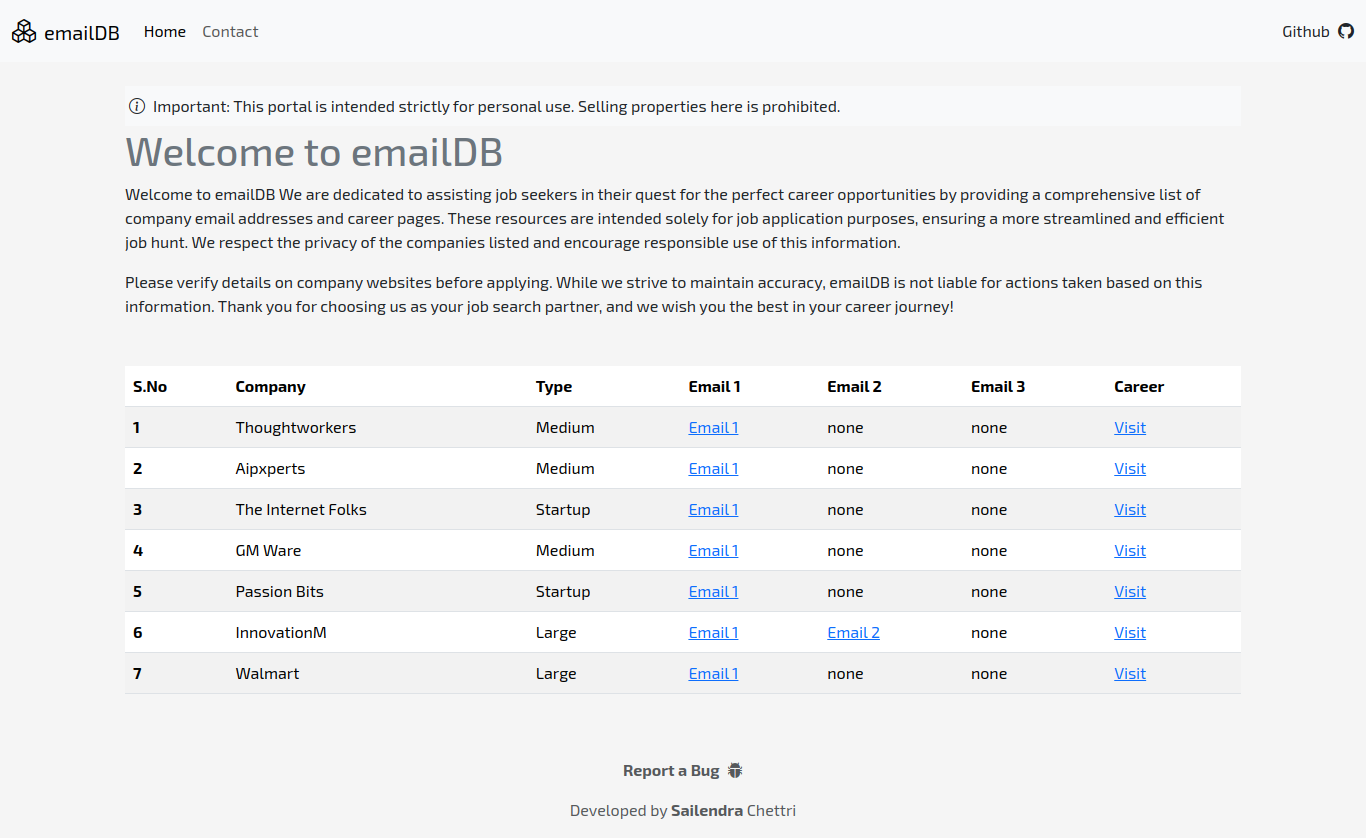 emailDB Home Contact Github
Important: This portal is intended strictly for personal use. Selling properties here is prohibited.
Welcome to emailDB
Welcome to emailDB We are dedicated to assisting job seekers in their quest for the perfect career opportunities by providing a comprehensive list of
company email addresses and career pages. These resources are intended solely for job application purposes, ensuring a more streamlined and efficient
job hunt. We respect the privacy of the companies listed and encourage responsible use of this information.
Please verify details on company websites before applying. While we strive to maintain accuracy, emailDB is not liable for actions taken based on this
information. Thank you for choosing us as your job search partner, and we wish you the best in your career journey!
S.No Company Type Email 1 Email 2 Email 3 Career
1 Thoughtworkers Medium Email 1 none none Visit
2 Aipxperts Medium Email 1 none none Visit
3 The Internet Folks Startup Email 1 none none Visit
4 GM Ware Medium Email 1 none none Visit
5 Passion Bits Startup Email 1 none none Visit
6 InnovationM Large Email 1 Email 2 none Visit
7 Walmart Large Email 1 none none Visit
Report a Bug
Developed by Sailendra Chettri